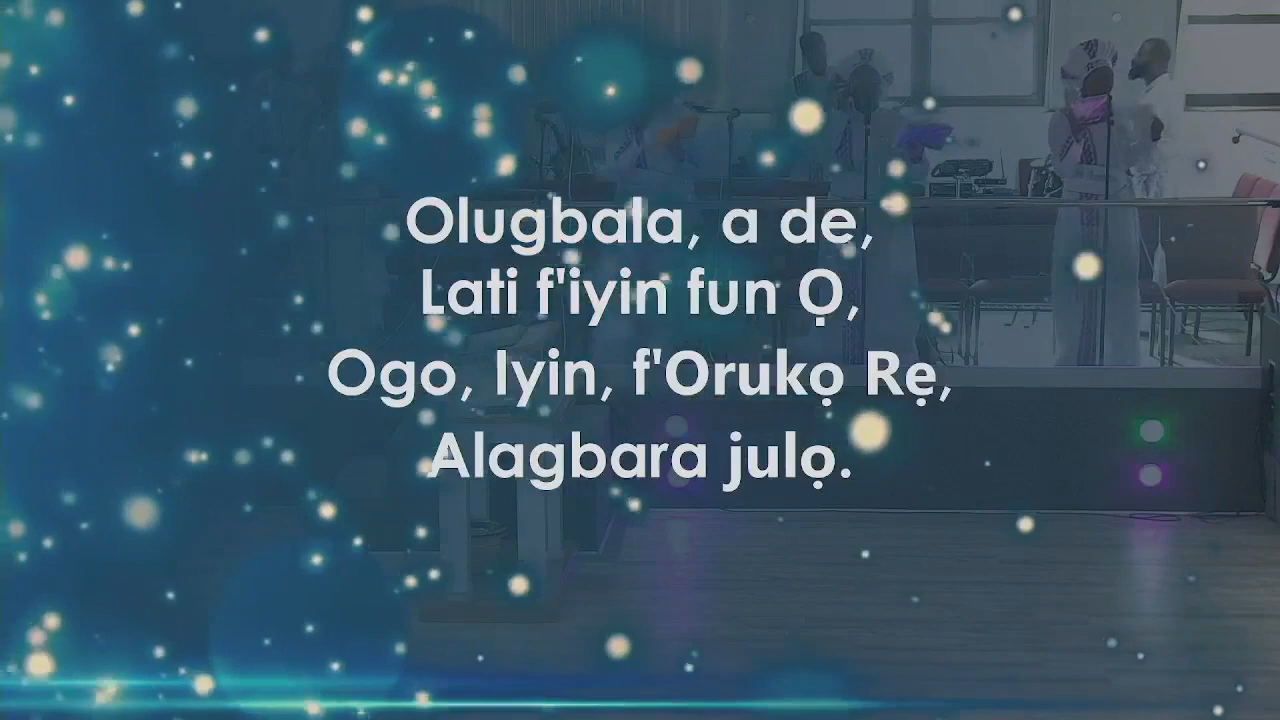 Olugbala, a de,
Lati f'iyin fun Ọ,
Ogo, Iyin, f'Orukọ Rẹ,
Alagbara julọ.